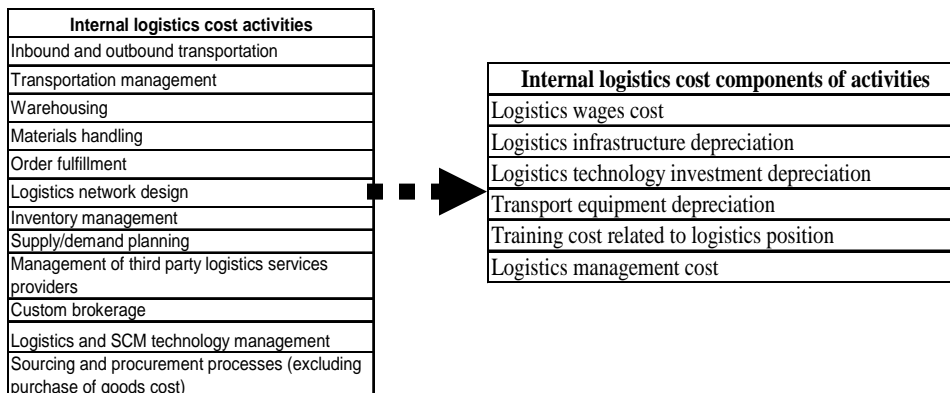 Internal logistics cost activities
Inbound and outbound transportation
Transportation management
Warehousing
Materials handling
Order fulfillment
Logistics network design
Inventory management
Supply/demand planning
Management of third party logistics services
providers
Custom brokerage
Logistics and SCM technology management
Sourcing and procurement processes (excluding
purchase of goods cost)
Internal logistics cost components of activities
Logistics wages cost
Logistics infrastructure depreciation
Logistics technology investment depreciation
Transport equipment depreciation
Training cost related to logistics position
Logistics management cost